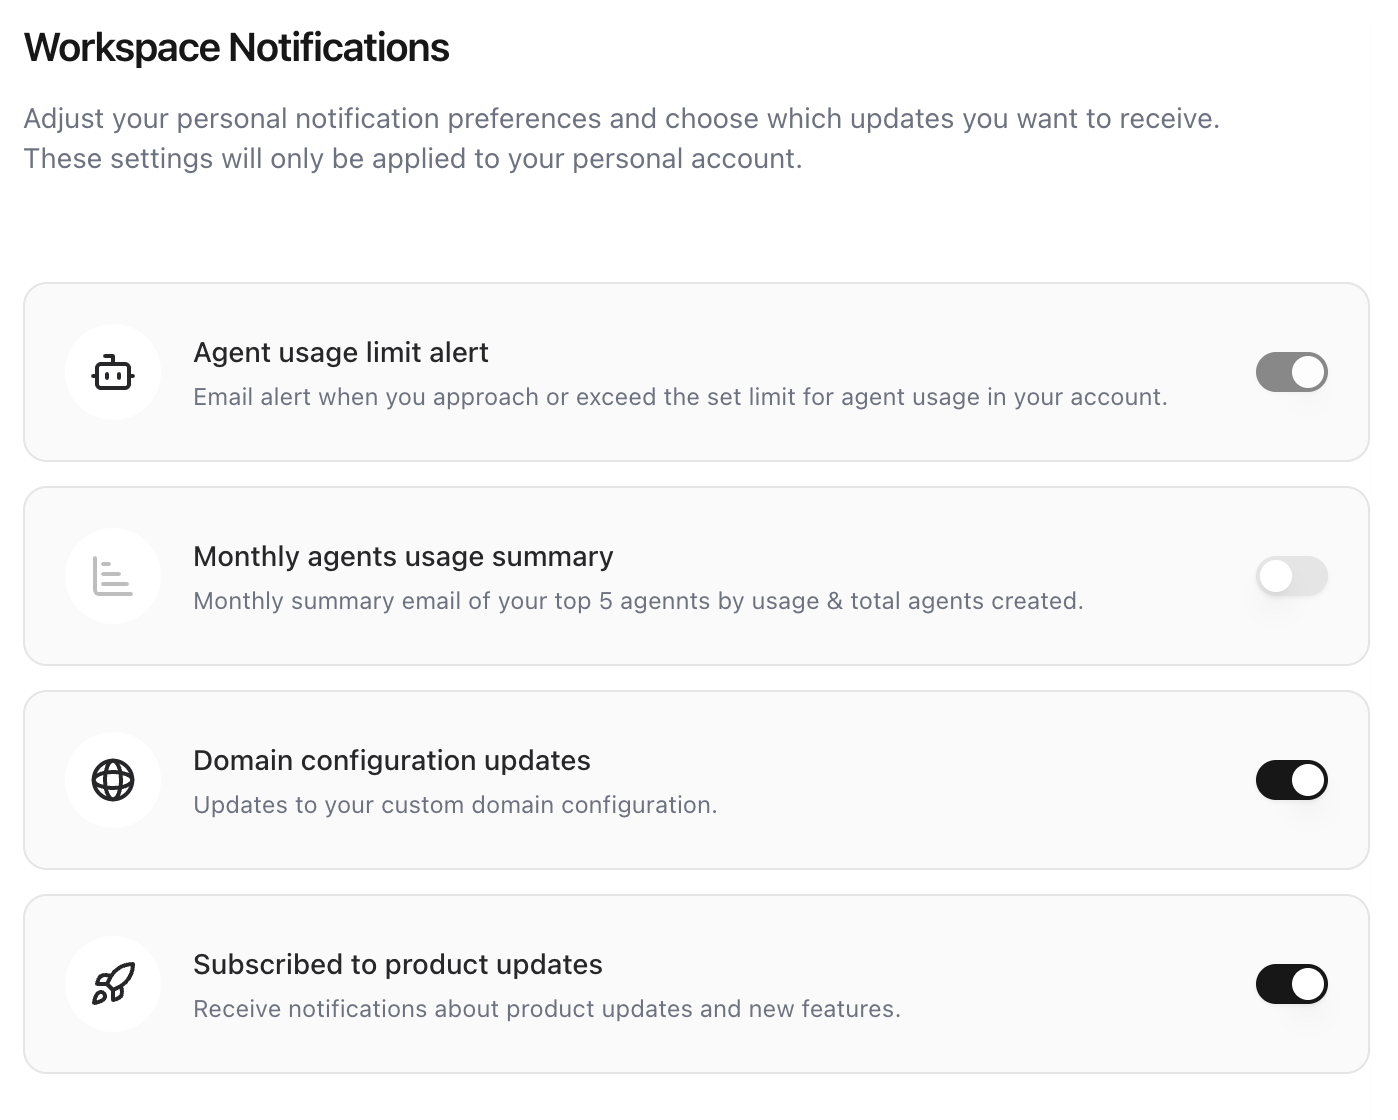 Workspace Notifications
Adjust your personal notification preferences and choose which updates you want to receive.
These settings will only be applied to your personal account.
Agent usage limit alert
Email alert when you approach or exceed the set limit for agent usage in your account.
Monthly agents usage summary
Monthly summary email of your top 5 agennts by usage & total agents created.
Domain configuration updates
Updates to your custom domain configuration.
Subscribed to product updates
Receive notifications about product updates and new features.